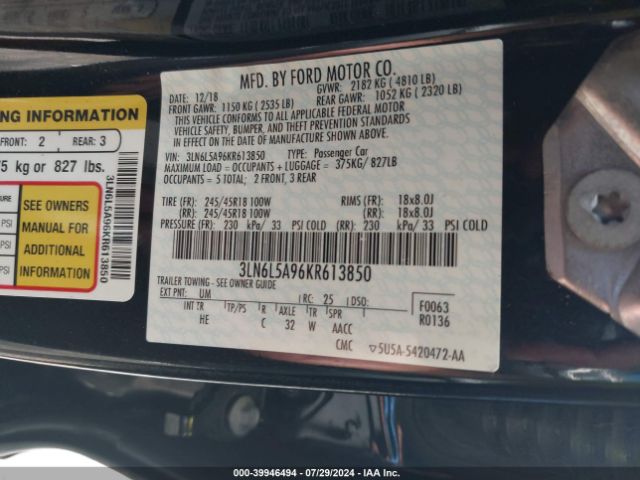 MFD. BY FORD MOTOR CO.
DATE: 12/18
GVWR: 2182 KG ( 4810 LB)
FRONT GAWR: 1150 KG ( 2535 LB)
REAR GAWR: 1052 KG ( 2320 LB)
THIS VEHICLE CONFORMS TO ALL APPLICABLE FEDERAL MOTOR
VEHICLE SAFETY, BUMPER, AND THEFT PREVENTION STANDARDS
IN EFFECT ON THE DATE OF MANUFACTURE SHOWN ABOVE.
VIN: 3LN6L5A96KR613850 TYPE: Passenger Car
MAXIMUM LOAD = OCCUPANTS + LUGGAGE = 375KG/ 827LB
OCCUPANTS = 5 TOTAL; 2 FRONT, 3 REAR
TIRE (FR): 245/45R18 100W RIMS (FR): 18x8.0J
(RR): 245/45R18 100W (RR): 18x8.0J
PRESSURE (FR): 230 kPa/ 33 PSI COLD (RR): 230 kPa/ 33 PSI COLD
3LN6L5A96KR613850
TRAILER TOWING - SEE OWNER GUIDE
EXT PNT: UM RC: 25 DSO:
INT TR TP/PS R AXLE TR SPR
HE C 32 W AACC
F0063
R0136
CMC ▽5U5A-5420472-AA
NG INFORMATION
FRONT: 2 REAR: 3
75 kg or 827 lbs.
SURE
SEE OWNERS
MANUAL FOR
ADDITIONAL
INFORMATION
3LN6L5A96KR613850
000-39946494 | 07/29/2024 | IAA Inc.